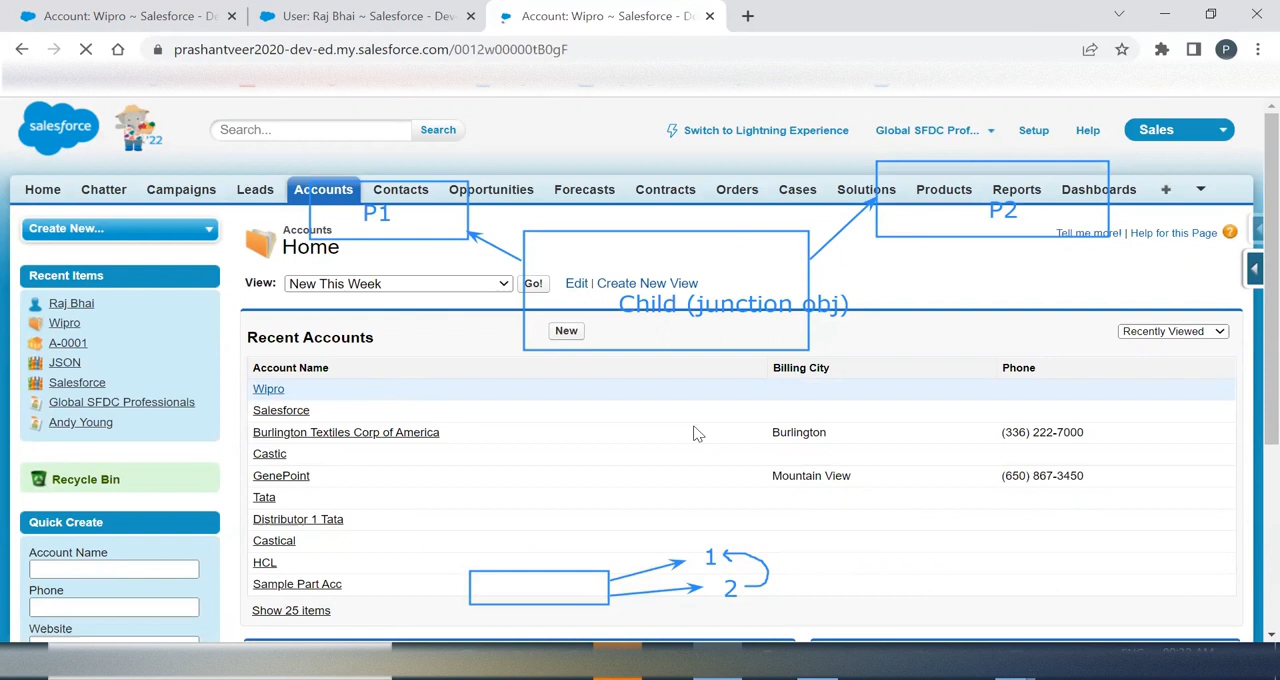 Account: Wipro ~ Salesforce - De
User: Raj Bhai ~ Salesforce - Deve
Account: Wipro ~ Salesforce - De
prashantveer2020-dev-ed.my.salesforce.com/0012w00000tB0gF
P
salesforce
'22
Search...
Search
Switch to Lightning Experience
Global SFDC Prof...
Setup
Help
Sales
Home Chatter Campaigns Leads Accounts Contacts Opportunities Forecasts Contracts Orders Cases Solutions Products Reports Dashboards +
P1
P2
Create New...
Accounts
Home
Tell me more! | Help for this Page ?
View: New This Week Go! Edit | Create New View
Child (junction obj)
Recent Items
Raj Bhai
Wipro
A-0001
JSON
Salesforce
Global SFDC Professionals
Andy Young
Recycle Bin
Quick Create
Account Name
Phone
Website
Recent Accounts New Recently Viewed
Account Name Billing City Phone
Wipro
Salesforce
Burlington Textiles Corp of America Burlington (336) 222-7000
Castic
GenePoint Mountain View (650) 867-3450
Tata
Distributor 1 Tata
Castical
HCL
Sample Part Acc
1
2
Show 25 items